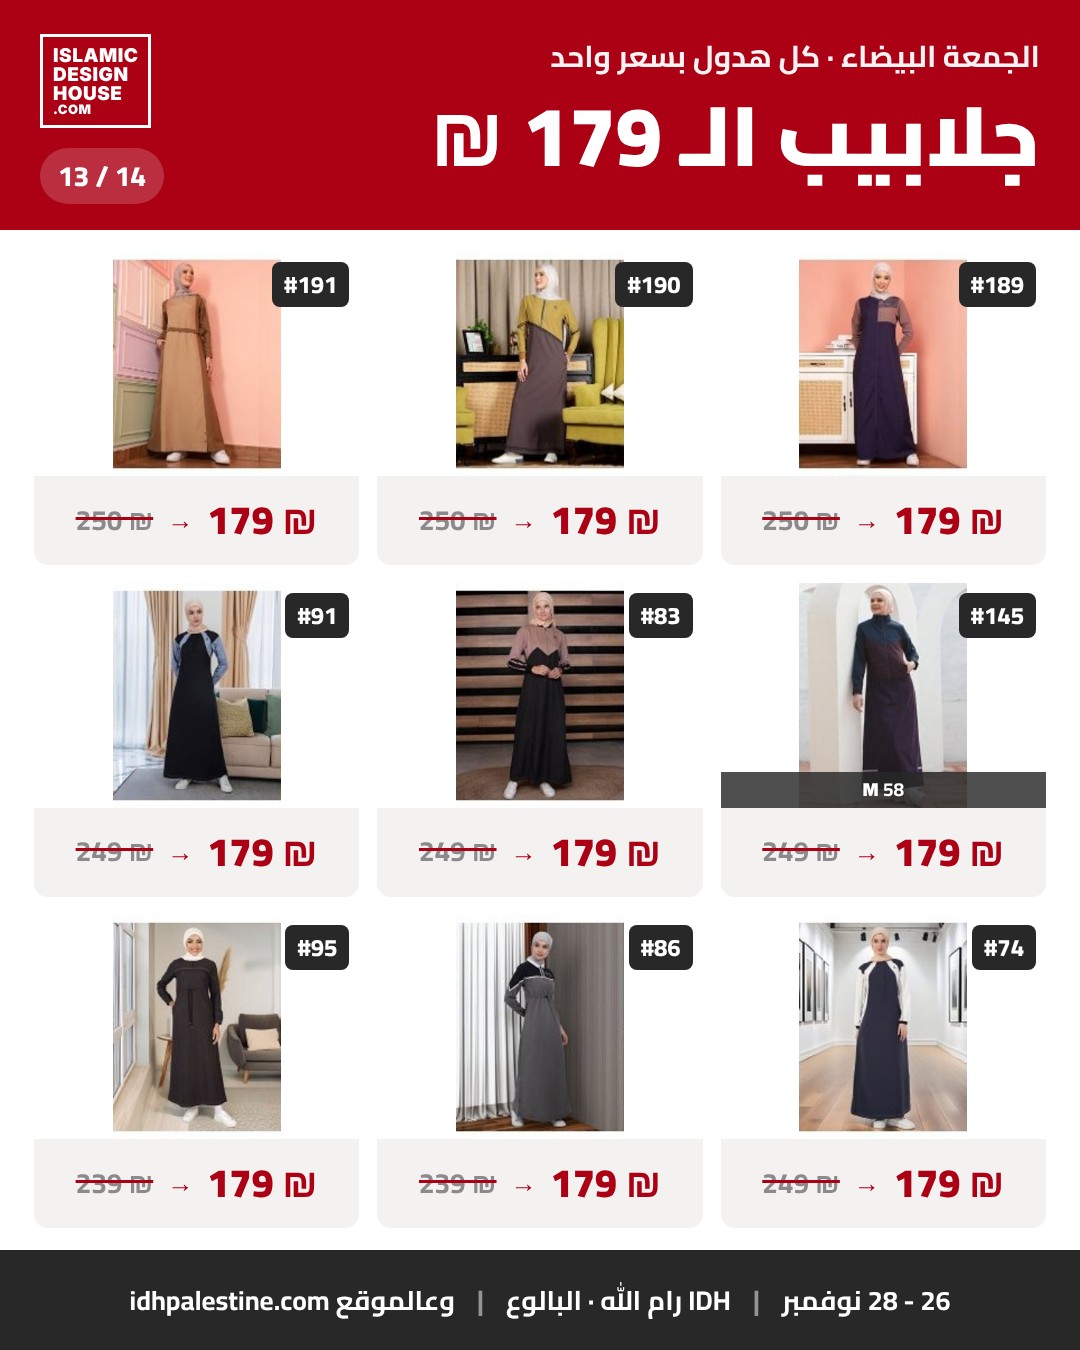 الجمعة البيضاء · كل هدول بسعر واحد
جلابيب الـ 179 ₪
ISLAMIC
DESIGN
HOUSE
.COM
13 / 14
#189
#190
#191
250 ₪ → 179 ₪
250 ₪ → 179 ₪
250 ₪ → 179 ₪
#145
#83
#91
M 58
249 ₪ → 179 ₪
249 ₪ → 179 ₪
249 ₪ → 179 ₪
#74
#86
#95
249 ₪ → 179 ₪
239 ₪ → 179 ₪
239 ₪ → 179 ₪
26 - 28 نوفمبر | IDH رام الله · البالوع | وعالموقع idhpalestine.com